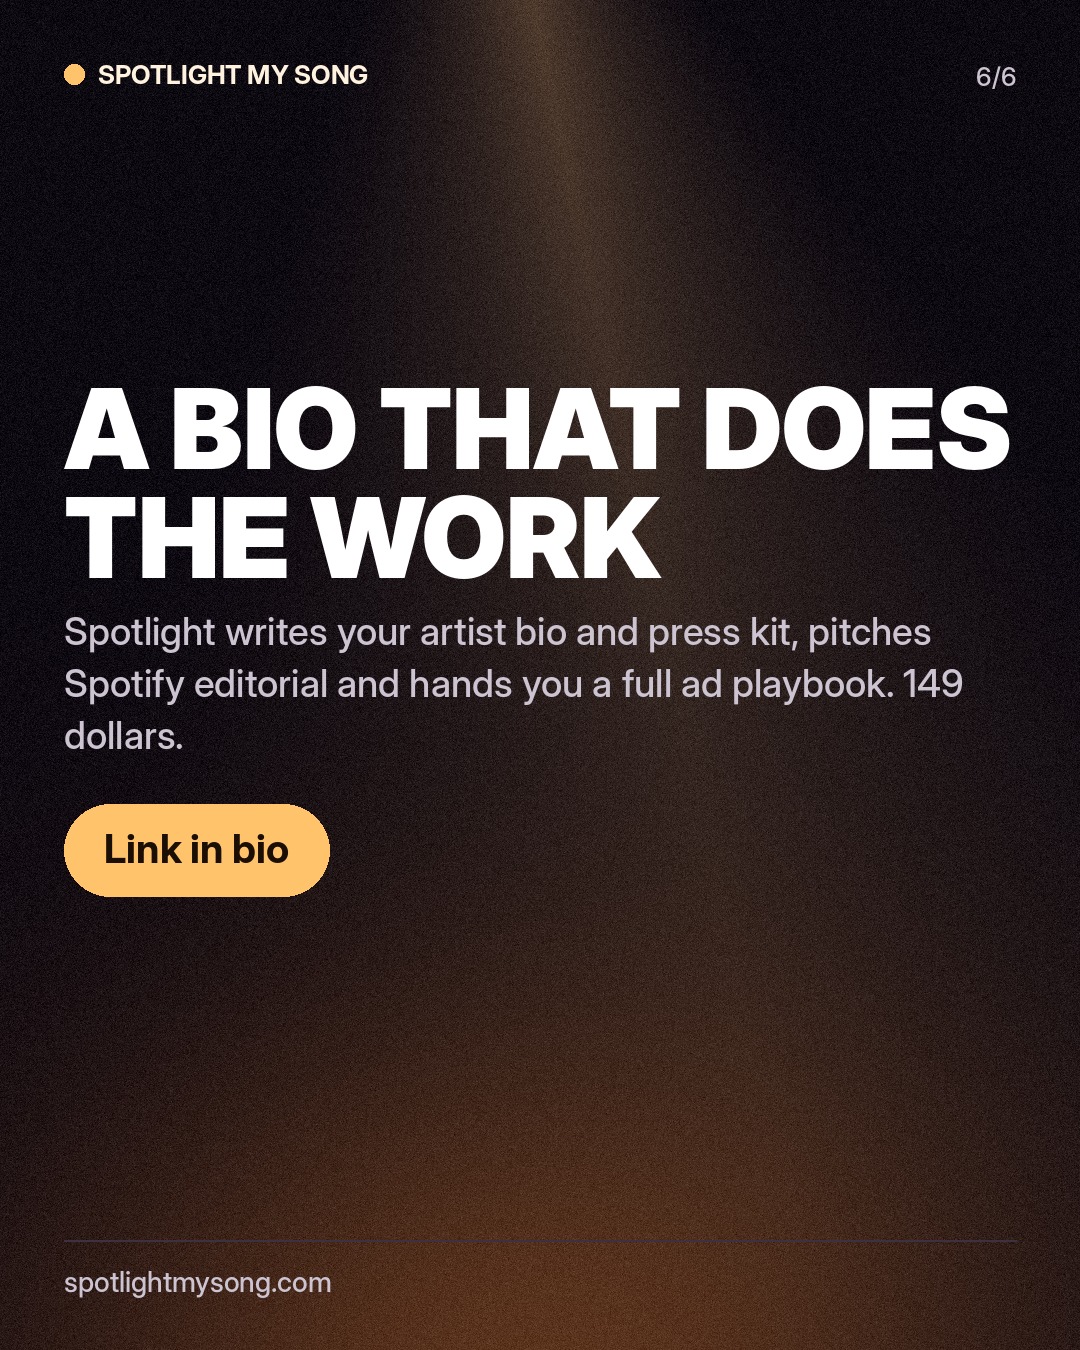 SPOTLIGHT MY SONG
6/6
A BIO THAT DOES
THE WORK
Spotlight writes your artist bio and press kit, pitches
Spotify editorial and hands you a full ad playbook. 149
dollars.
Link in bio
spotlightmysong.com